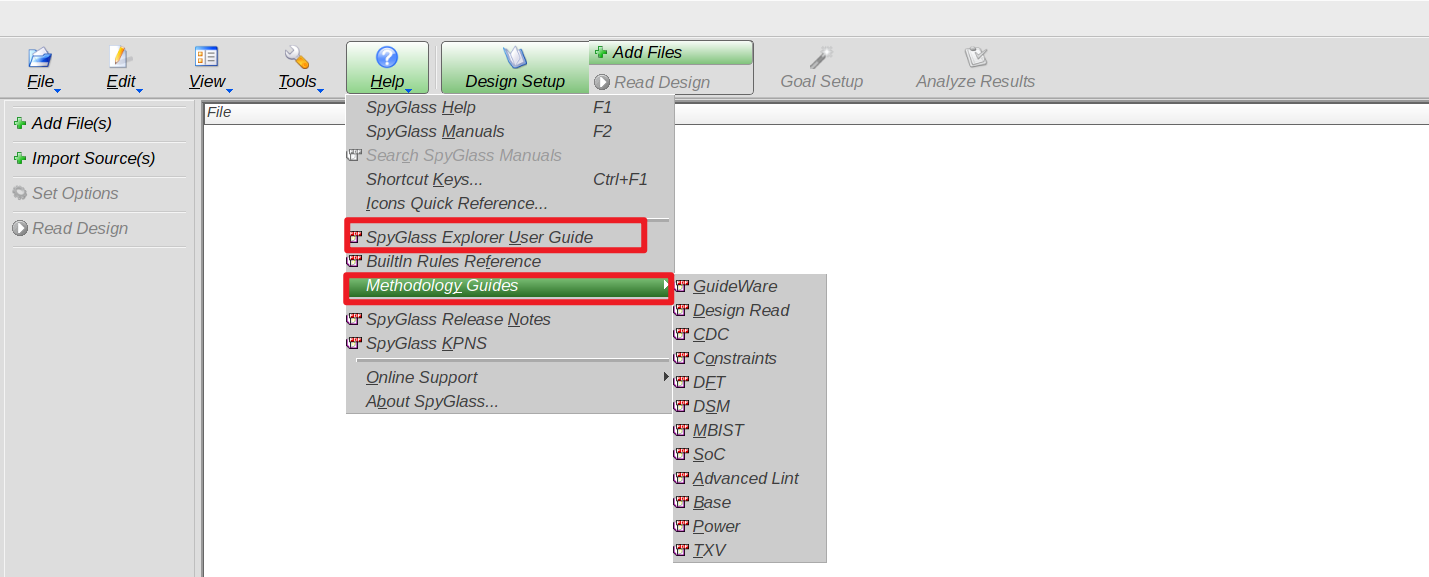 File
Edit
View
Tools
Help
Design Setup
Add Files
Read Design
Goal Setup
Analyze Results
Add File(s)
Import Source(s)
Set Options
Read Design
File
SpyGlass Help F1
SpyGlass Manuals F2
Search SpyGlass Manuals
Shortcut Keys... Ctrl+F1
Icons Quick Reference...
SpyGlass Explorer User Guide
BuiltIn Rules Reference
Methodology Guides
SpyGlass Release Notes
SpyGlass KPNS
Online Support
About SpyGlass...
GuideWare
Design Read
CDC
Constraints
DFT
DSM
MBIST
SoC
Advanced Lint
Base
Power
TXV